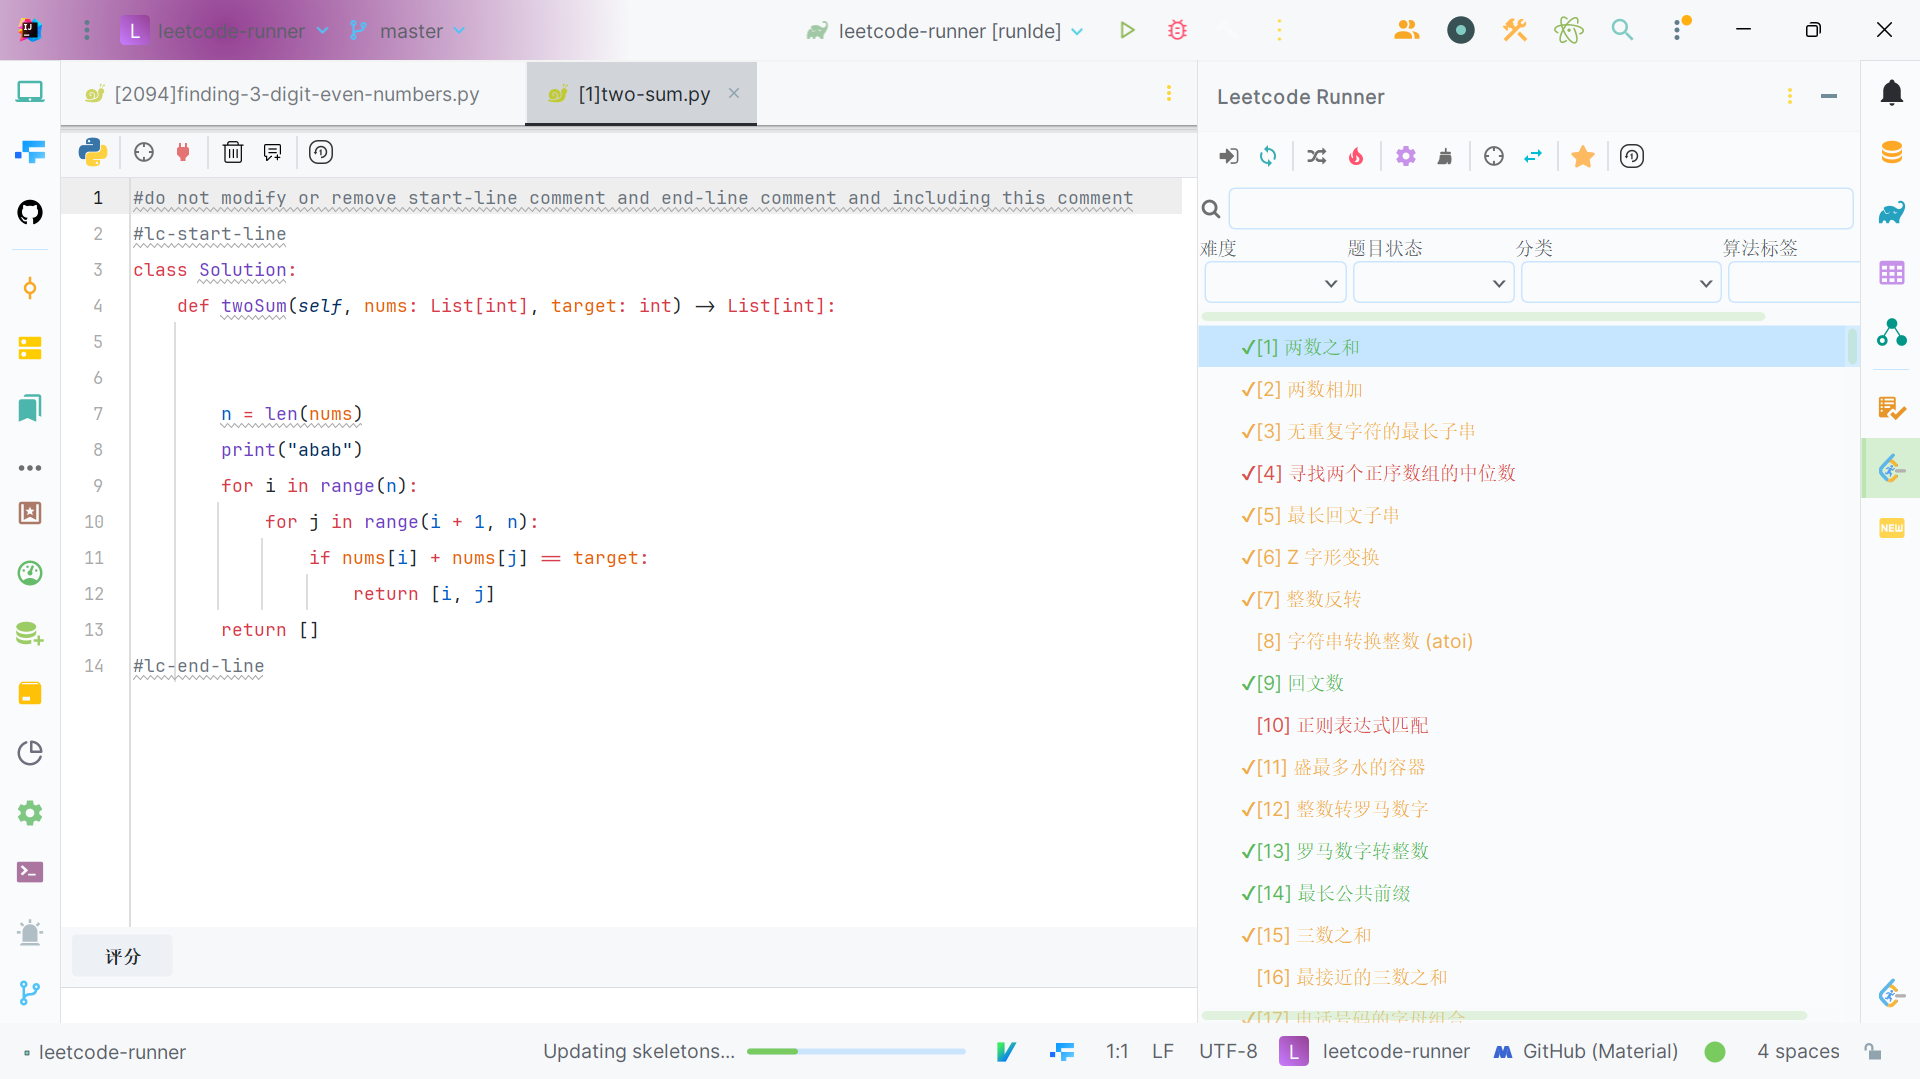 L leetcode-runner master leetcode-runner [runIde]
[2094]finding-3-digit-even-numbers.py [1]two-sum.py
Leetcode Runner
1 #do not modify or remove start-line comment and end-line comment and including this comment
2 #lc-start-line
3 class Solution:
4 def twoSum(self, nums: List[int], target: int) -> List[int]:
5
6
7 n = len(nums)
8 print("abab")
9 for i in range(n):
10 for j in range(i + 1, n):
11 if nums[i] + nums[j] == target:
12 return [i, j]
13 return []
14 #lc-end-line
评分
难度 题目状态 分类 算法标签
✔[1] 两数之和
✔[2] 两数相加
✔[3] 无重复字符的最长子串
✔[4] 寻找两个正序数组的中位数
✔[5] 最长回文子串
✔[6] Z 字形变换
✔[7] 整数反转
[8] 字符串转换整数 (atoi)
✔[9] 回文数
[10] 正则表达式匹配
✔[11] 盛最多水的容器
✔[12] 整数转罗马数字
✔[13] 罗马数字转整数
✔[14] 最长公共前缀
✔[15] 三数之和
[16] 最接近的三数之和
✔[17] 电话号码的字母组合
NEW
leetcode-runner Updating skeletons... 1:1 LF UTF-8 L leetcode-runner GitHub (Material) 4 spaces